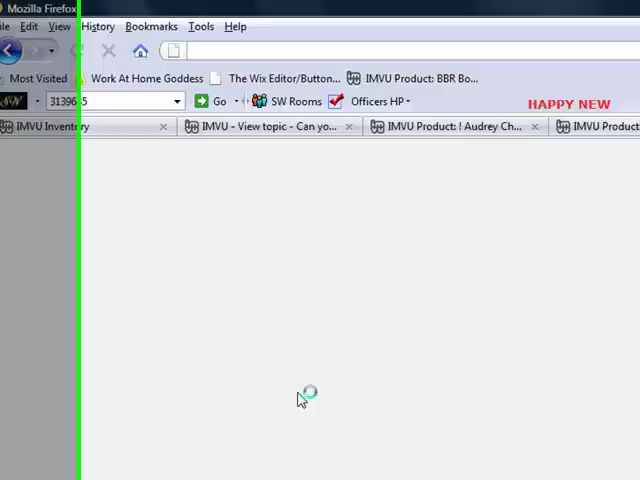 Mozilla Firefox
ile Edit View History Bookmarks Tools Help
Most Visited Work At Home Goddess The Wix Editor/Button... IMVU Product: BBR Bo...
Go SW Rooms Officers HP
HAPPY NEW
IMVU Inventory IMVU - View topic - Can yo... IMVU Product: ! Audrey Ch... IMVU Product